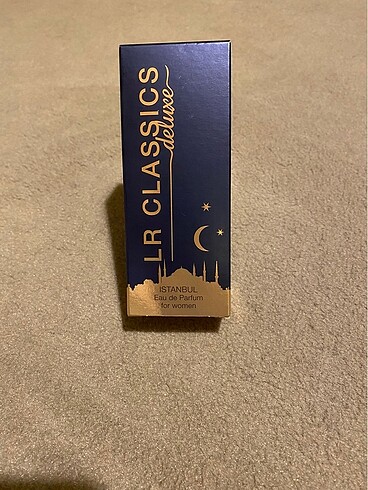 LR CLASSICS
deluxe
ISTANBUL
Eau de Parfum
for women